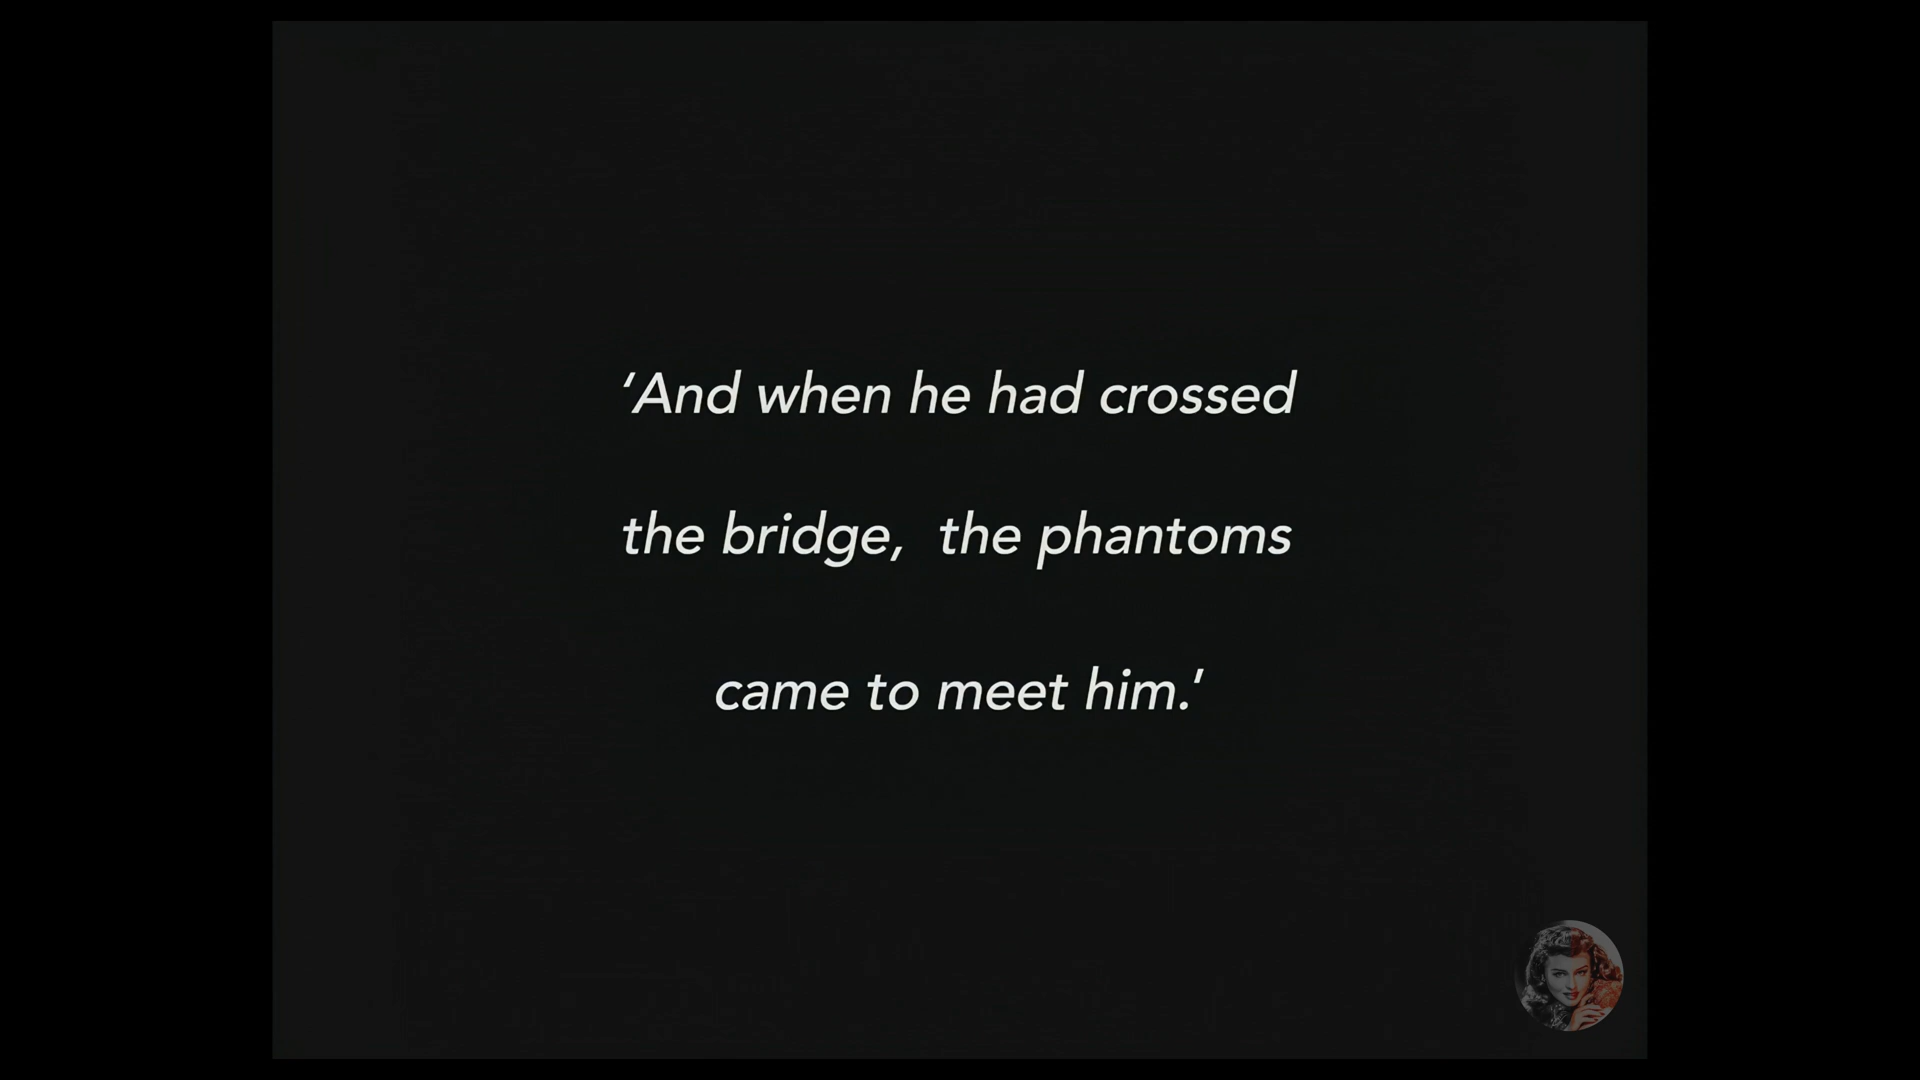 ‘And when he had crossed
the bridge, the phantoms
came to meet him.’